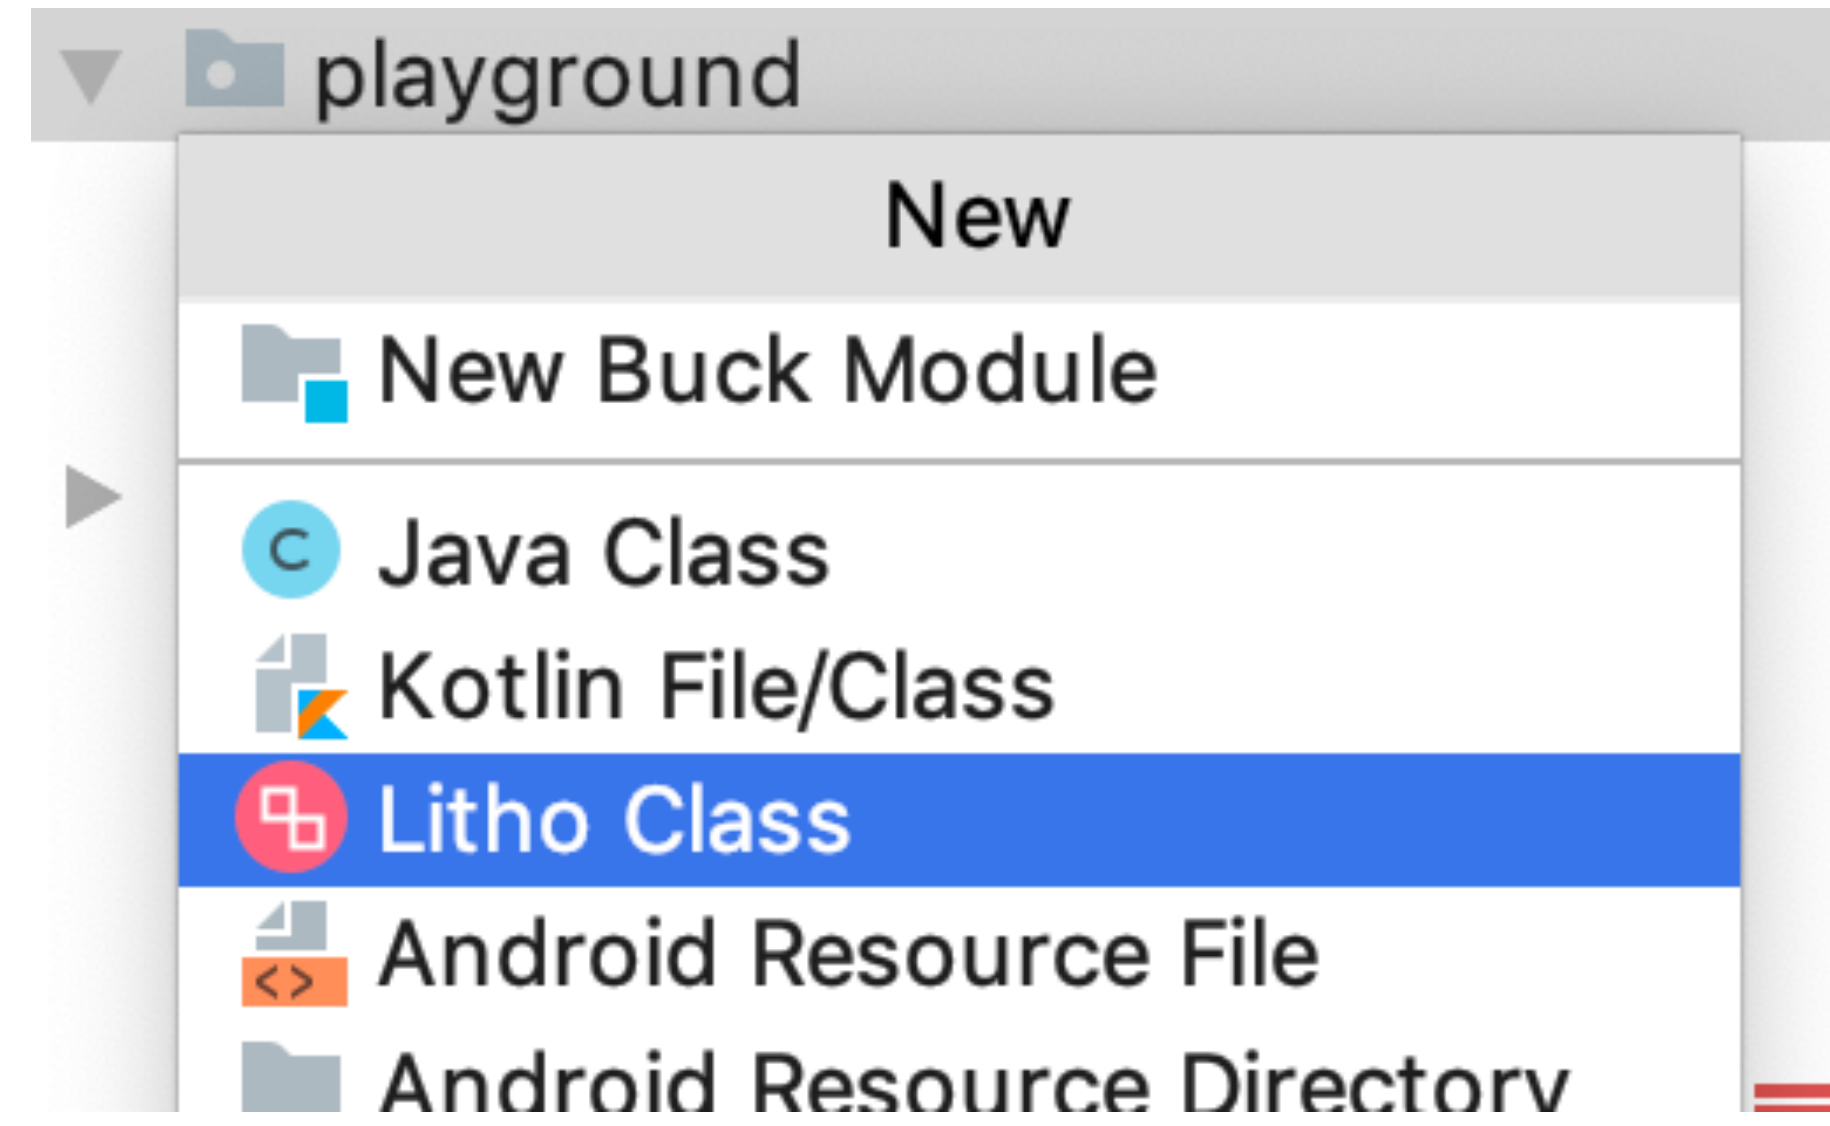 playground
New
New Buck Module
C Java Class
Kotlin File/Class
Litho Class
<> Android Resource File
Android Resource Directory